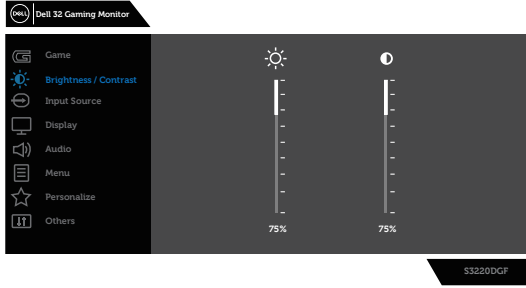 DELL Dell 32 Gaming Monitor
Game
Brightness / Contrast
Input Source
Display
Audio
Menu
Personalize
Others
75% 75%
S3220DGF